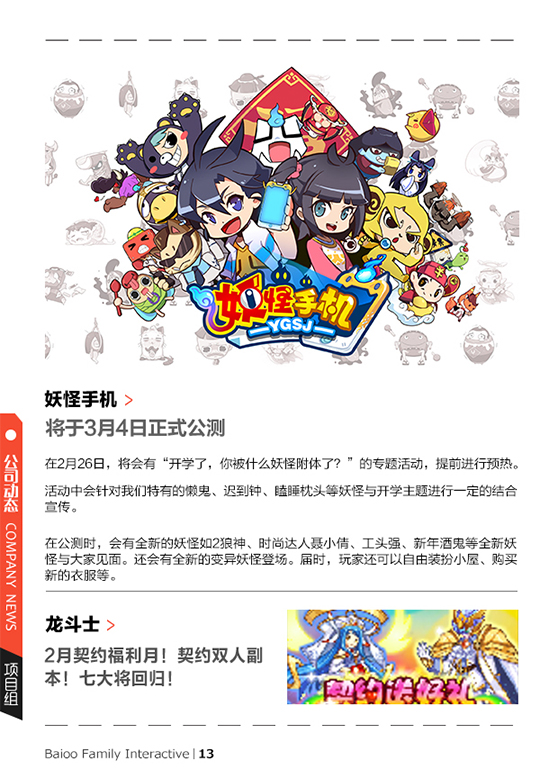 妖怪手机
YGSJ
妖怪手机 >
将于3月4日正式公测
在2月26日，将会有“开学了，你被什么妖怪附体了？”的专题活动，提前进行预热。
活动中会针对我们特有的懒鬼、迟到钟、瞌睡枕头等妖怪与开学主题进行一定的结合
宣传。
在公测时，会有全新的妖怪如2狼神、时尚达人聂小倩、工头强、新年酒鬼等全新妖
怪与大家见面。还会有全新的变异妖怪登场。届时，玩家还可以自由装扮小屋、购买
新的衣服等。
公司动态 COMPANY NEWS
项目组
龙斗士 >
2月契约福利月！契约双人副
本！七大将回归！
契约送好礼
Baioo Family Interactive | 13